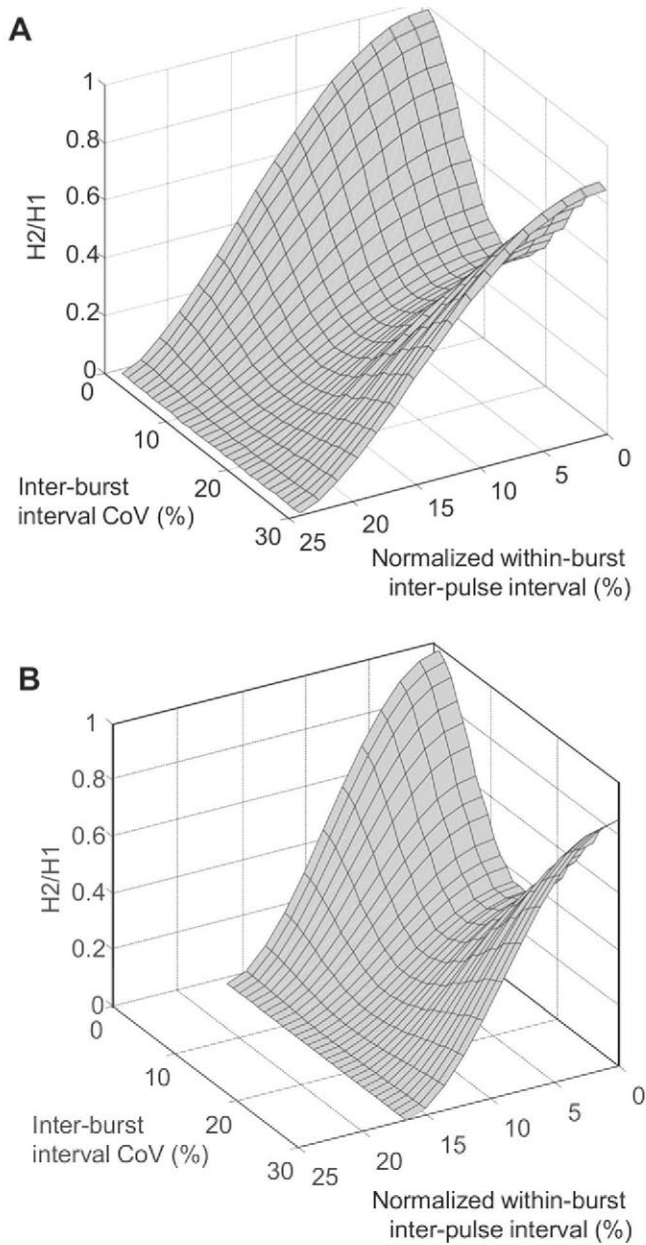 A
1
0.8
0.6
0.4
0.2
0
H2/H1
0
10
20
30
Inter-burst
interval CoV (%)
25
20
15
10
5
0
Normalized within-burst
inter-pulse interval (%)
B
1
0.8
0.6
0.4
0.2
0
H2/H1
0
10
20
30
Inter-burst
interval CoV (%)
25
20
15
10
5
0
Normalized within-burst
inter-pulse interval (%)